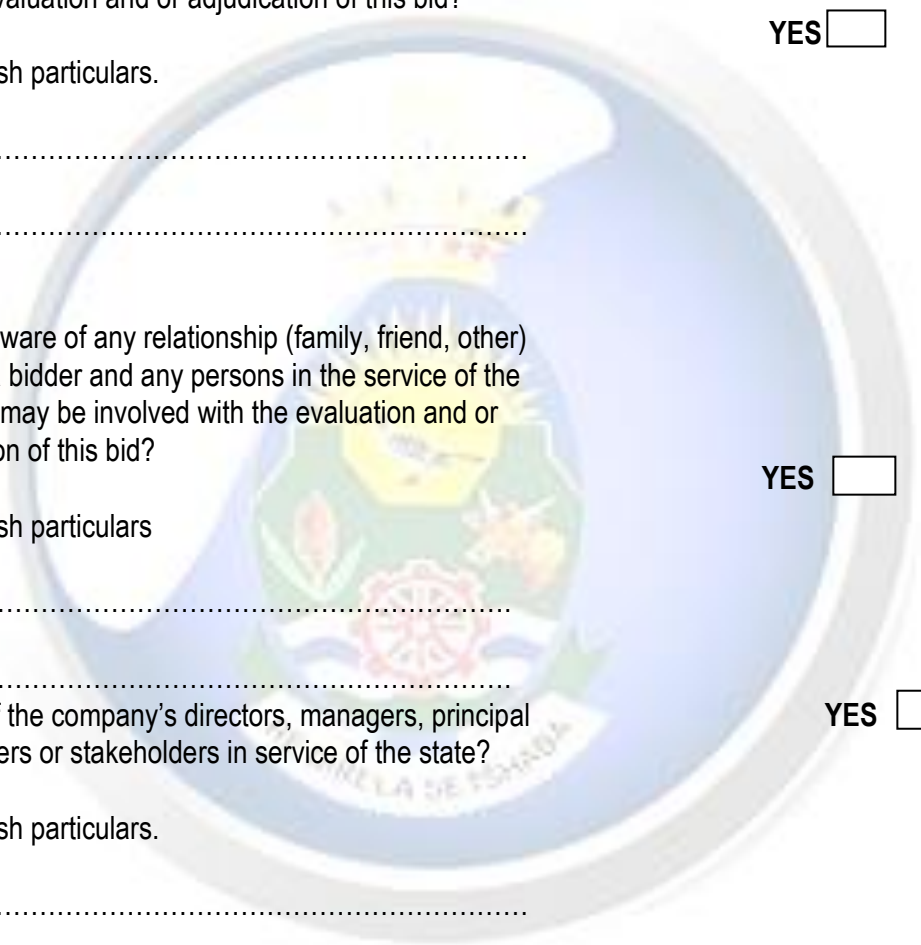 valuation and or adjudication of this bid?
YES
sh particulars.
………………………………………………………
………………………………………………………
ware of any relationship (family, friend, other)
bidder and any persons in the service of the
may be involved with the evaluation and or
on of this bid?
YES
sh particulars
………………………………………………………
………………………………………………………
f the company's directors, managers, principal
YES
ers or stakeholders in service of the state?
sh particulars.
………………………………………………………